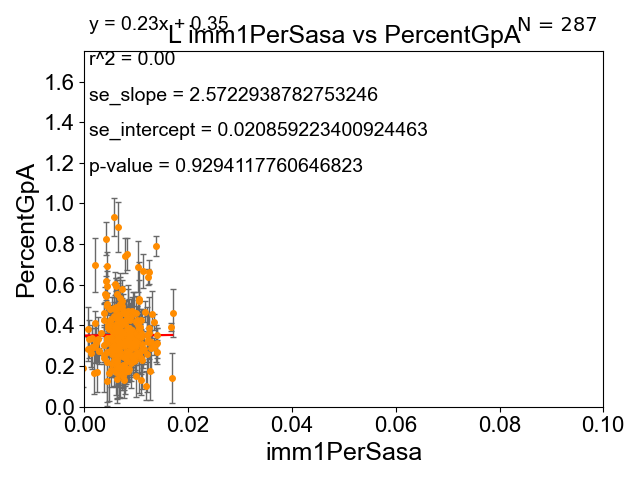 y = 0.23x + 0.35
L imm1PerSasa vs PercentGpA
N = 287
r^2 = 0.00
se_slope = 2.5722938782753246
se_intercept = 0.020859223400924463
p-value = 0.9294117760646823
PercentGpA
1.6
1.4
1.2
1.0
0.8
0.6
0.4
0.2
0.0
0.00 0.02 0.04 0.06 0.08 0.10
imm1PerSasa